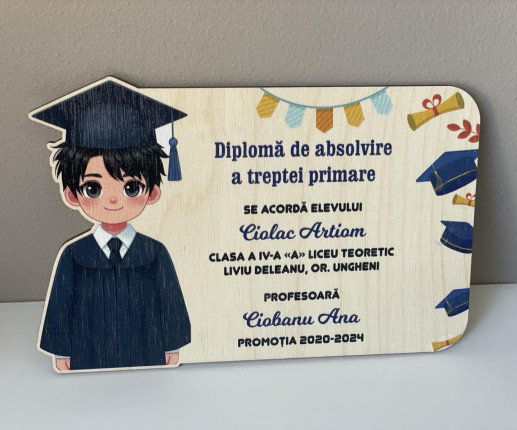 Diplomă de absolvire
a treptei primare
SE ACORDĂ ELEVULUI
Ciolac Artiom
CLASA A IV-A «A» LICEU TEORETIC
LIVIU DELEANU, OR. UNGHENI
PROFESOARĂ
Ciobanu Ana
PROMOȚIA 2020-2024